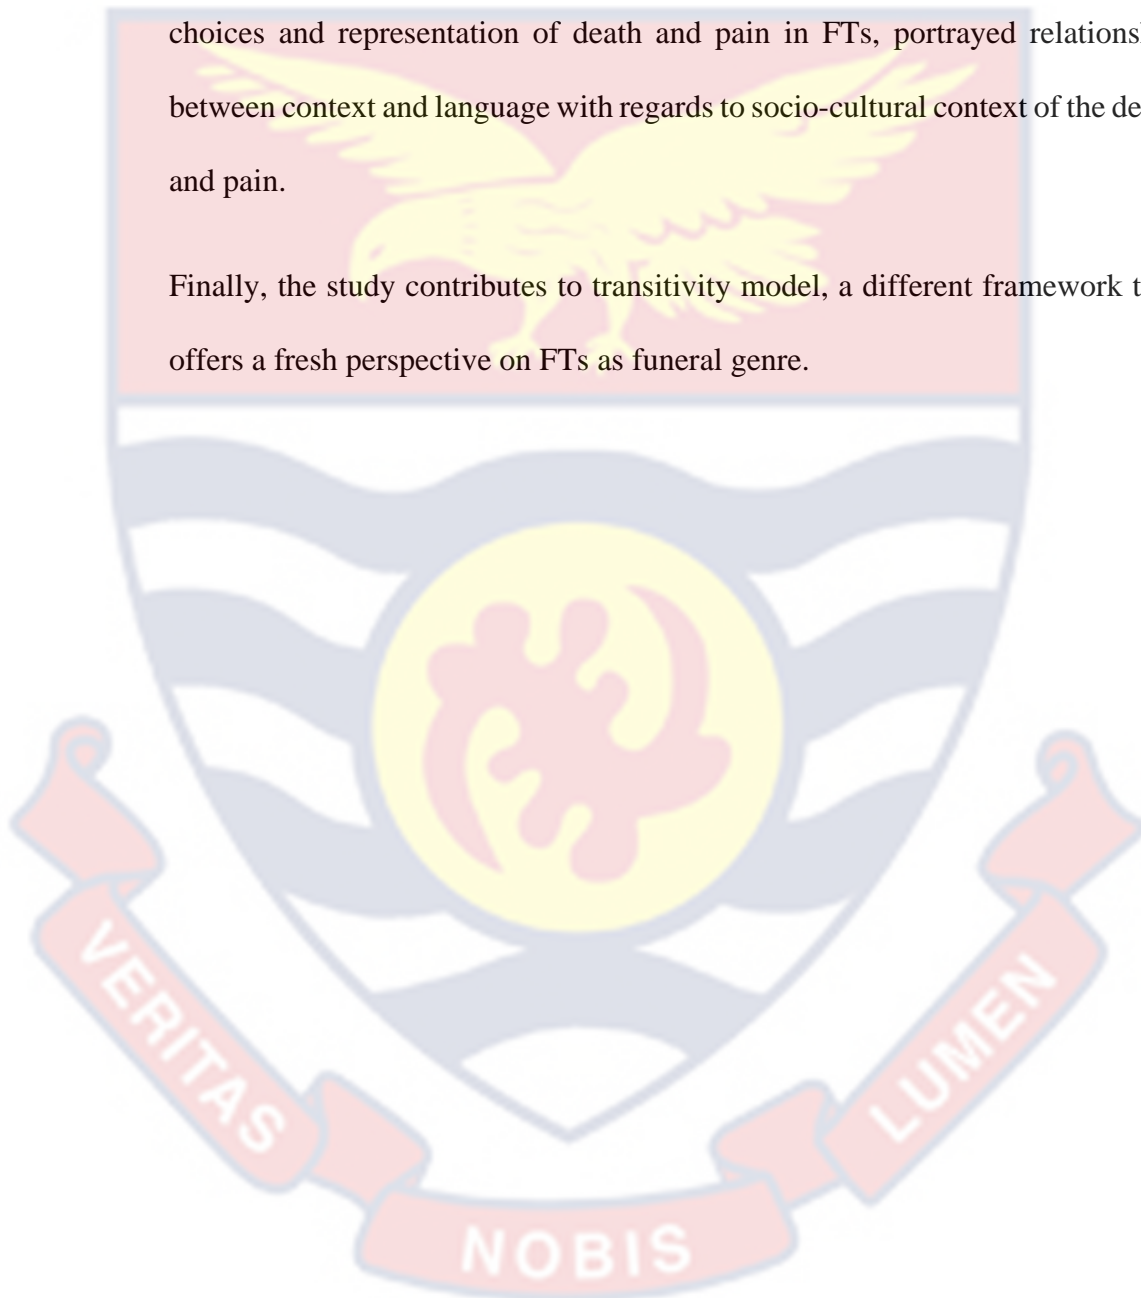 choices and representation of death and pain in FTs, portrayed
between context and language with regards to socio-cultural context of the
and pain.
Finally, the study contributes to transitivity model, a different framework
offers a fresh perspective on FTs as funeral genre.
VERITAS
NOBIS
LUMEN